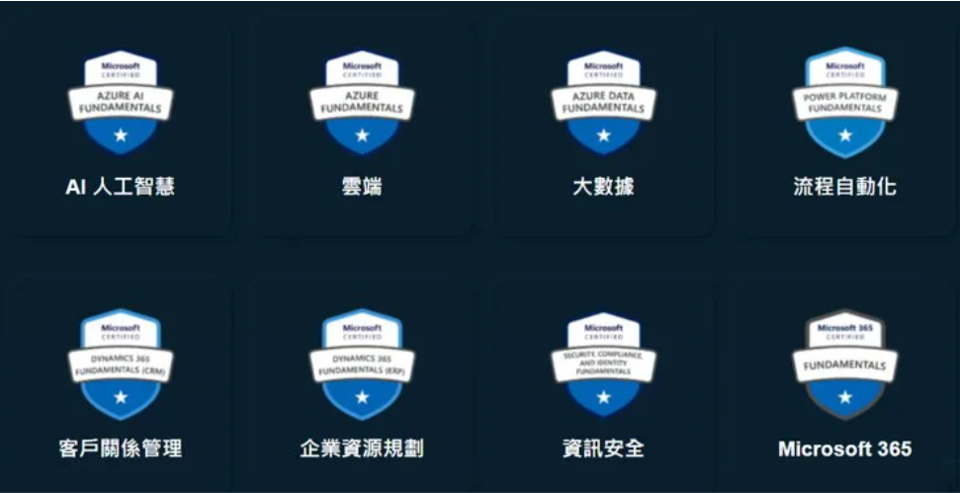 Microsoft
CERTIFIED
AZURE AI
FUNDAMENTALS
AI 人工智慧
Microsoft
CERTIFIED
AZURE
FUNDAMENTALS
雲端
Microsoft
CERTIFIED
AZURE DATA
FUNDAMENTALS
大數據
Microsoft
CERTIFIED
POWER PLATFORM
FUNDAMENTALS
流程自動化
Microsoft
CERTIFIED
DYNAMICS 365
FUNDAMENTALS (CRM)
客戶關係管理
Microsoft
CERTIFIED
DYNAMICS 365
FUNDAMENTALS (ERP)
企業資源規劃
Microsoft
CERTIFIED
SECURITY, COMPLIANCE,
AND IDENTITY
FUNDAMENTALS
資訊安全
Microsoft 365
CERTIFIED
FUNDAMENTALS
Microsoft 365